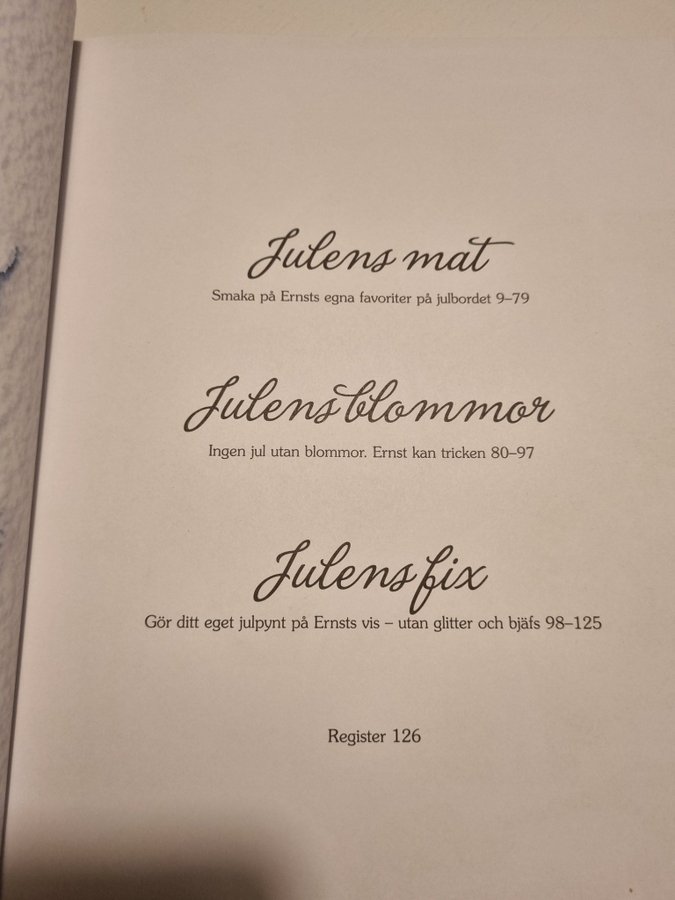 Julens mat
Smaka på Ernsts egna favoriter på julbordet 9–79
Julens blommor
Ingen jul utan blommor. Ernst kan tricken 80–97
Julens fix
Gör ditt eget julpynt på Ernsts vis – utan glitter och bjäfs 98–125
Register 126